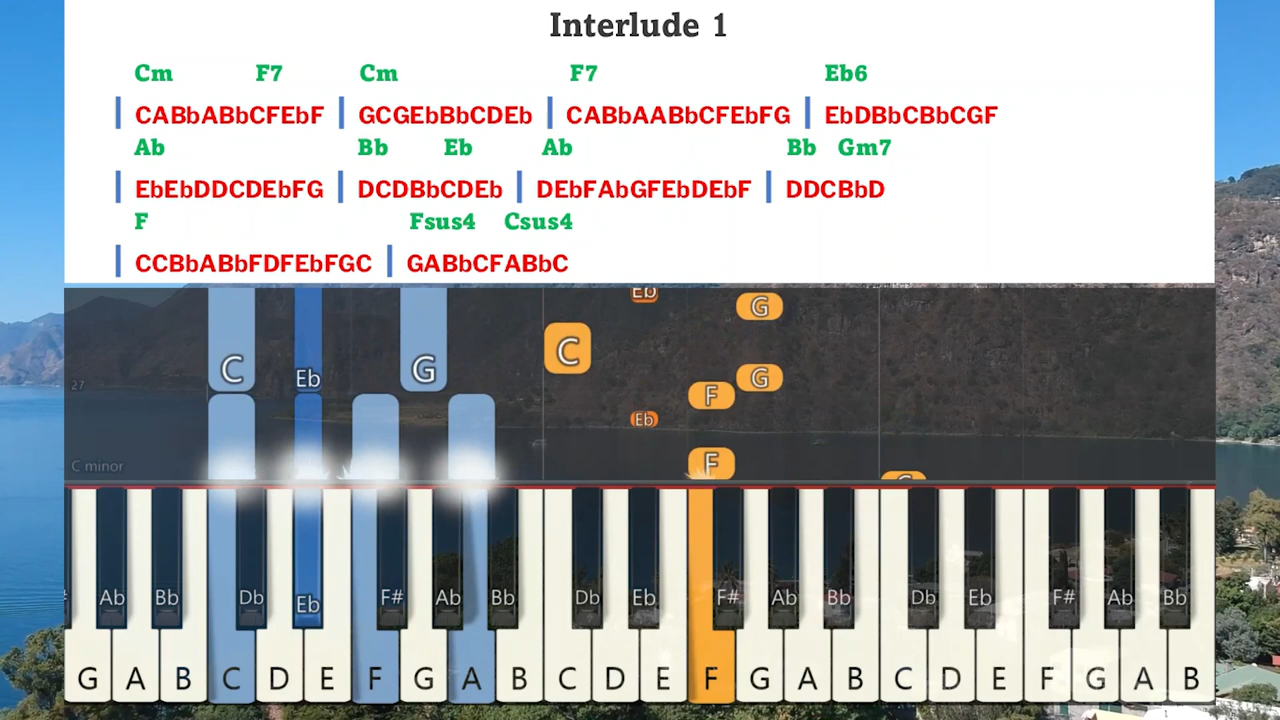 Interlude 1
Cm F7 Cm F7 Eb6
| CABbABbCFEbF | GCGEbBbCDEb | CABbAABbCFEbFG | EbDBbCBbCGF
Ab Bb Eb Ab Bb Gm7
| EbEbDDCDEbFG | DCDBbCDEb | DEbFAbGFEbDEbF | DDCBbD
F Fsus4 Csus4
| CCBbABbFDFEbFGC | GABbCFABbC
Eb
G
C
C Eb G G
27
F
Eb
C minor
F
Ab Bb Db Eb F# Ab Bb Db Eb F# Ab Bb Db Eb F# Ab Bb
G A B C D E F G A B C D E F G A B C D E F G A B